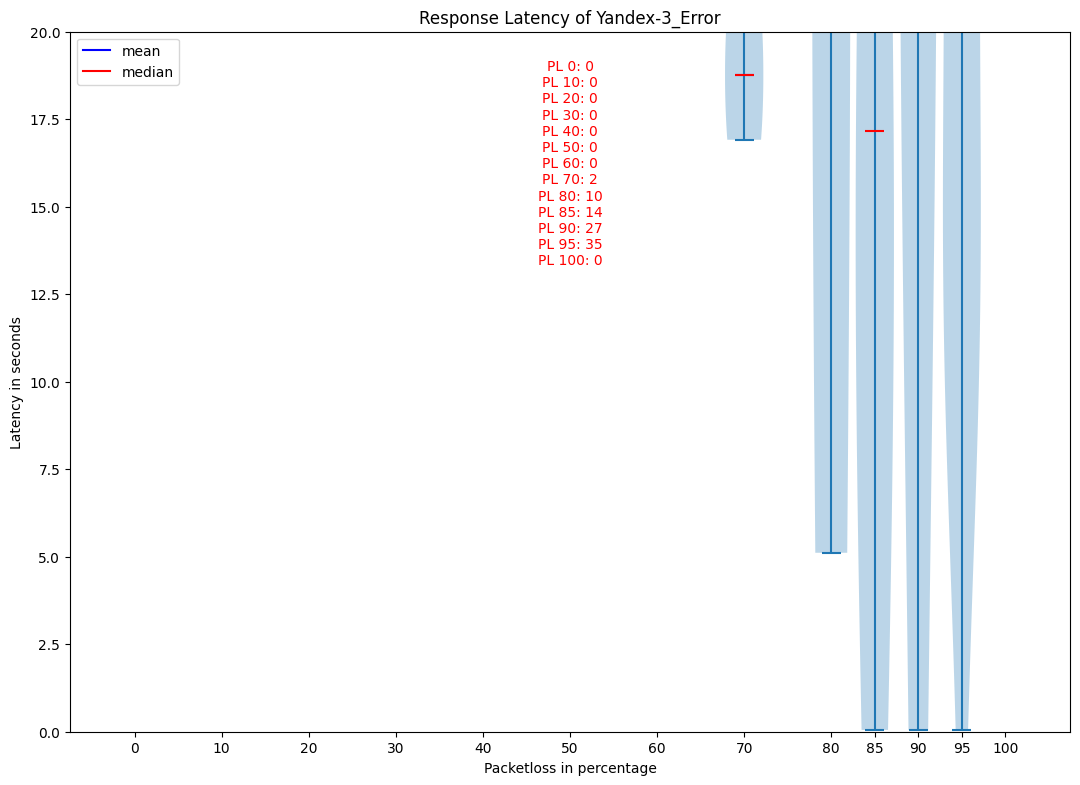 Response Latency of Yandex-3_Error
mean
median
PL 0: 0
PL 10: 0
PL 20: 0
PL 30: 0
PL 40: 0
PL 50: 0
PL 60: 0
PL 70: 2
PL 80: 10
PL 85: 14
PL 90: 27
PL 95: 35
PL 100: 0
Latency in seconds
20.0
17.5
15.0
12.5
10.0
7.5
5.0
2.5
0.0
0 10 20 30 40 50 60 70 80 85 90 95 100
Packetloss in percentage